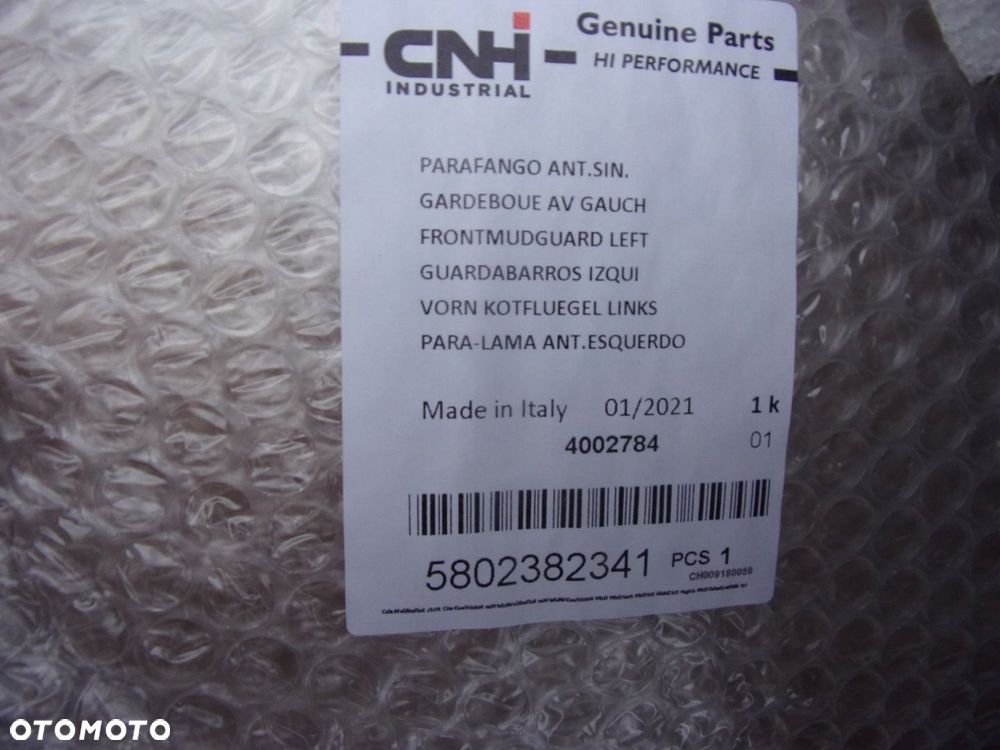 CNH
INDUSTRIAL
Genuine Parts
HI PERFORMANCE
PARAFANGO ANT.SIN.
GARDEBOUE AV GAUCH
FRONTMUDGUARD LEFT
GUARDABARROS IZQUI
VORN KOTFLUEGEL LINKS
PARA-LAMA ANT.ESQUERDO
Made in Italy 01/2021 1 k
4002784 01
5802382341 PCS 1
CH009180059
OTOMOTO